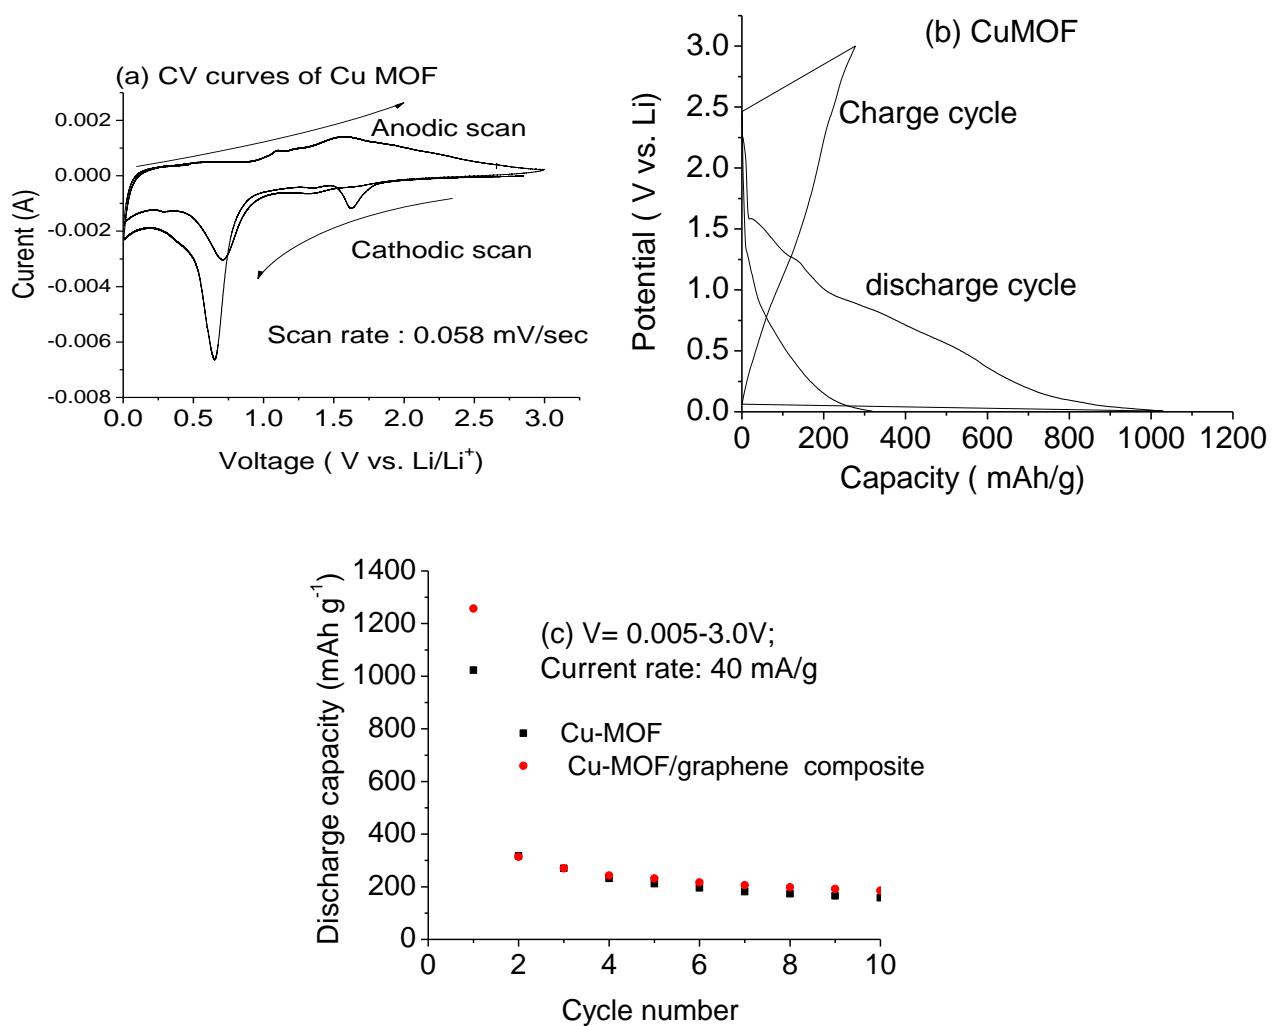 (a) CV curves of Cu MOF
0.002
0.000
-0.002
-0.004
-0.006
-0.008
Curent (A)
Anodic scan
Cathodic scan
Scan rate : 0.058 mV/sec
0.0 0.5 1.0 1.5 2.0 2.5 3.0
Voltage ( V vs. Li/Li⁺)
(b) CuMOF
3.0
2.5
2.0
1.5
1.0
0.5
0.0
Potential ( V vs. Li)
Charge cycle
discharge cycle
0 200 400 600 800 1000 1200
Capacity ( mAh/g)
1400
1200
1000
800
600
400
200
0
Discharge capacity (mAh g⁻¹)
(c) V= 0.005-3.0V;
Current rate: 40 mA/g
Cu-MOF
Cu-MOF/graphene composite
0 2 4 6 8 10
Cycle number